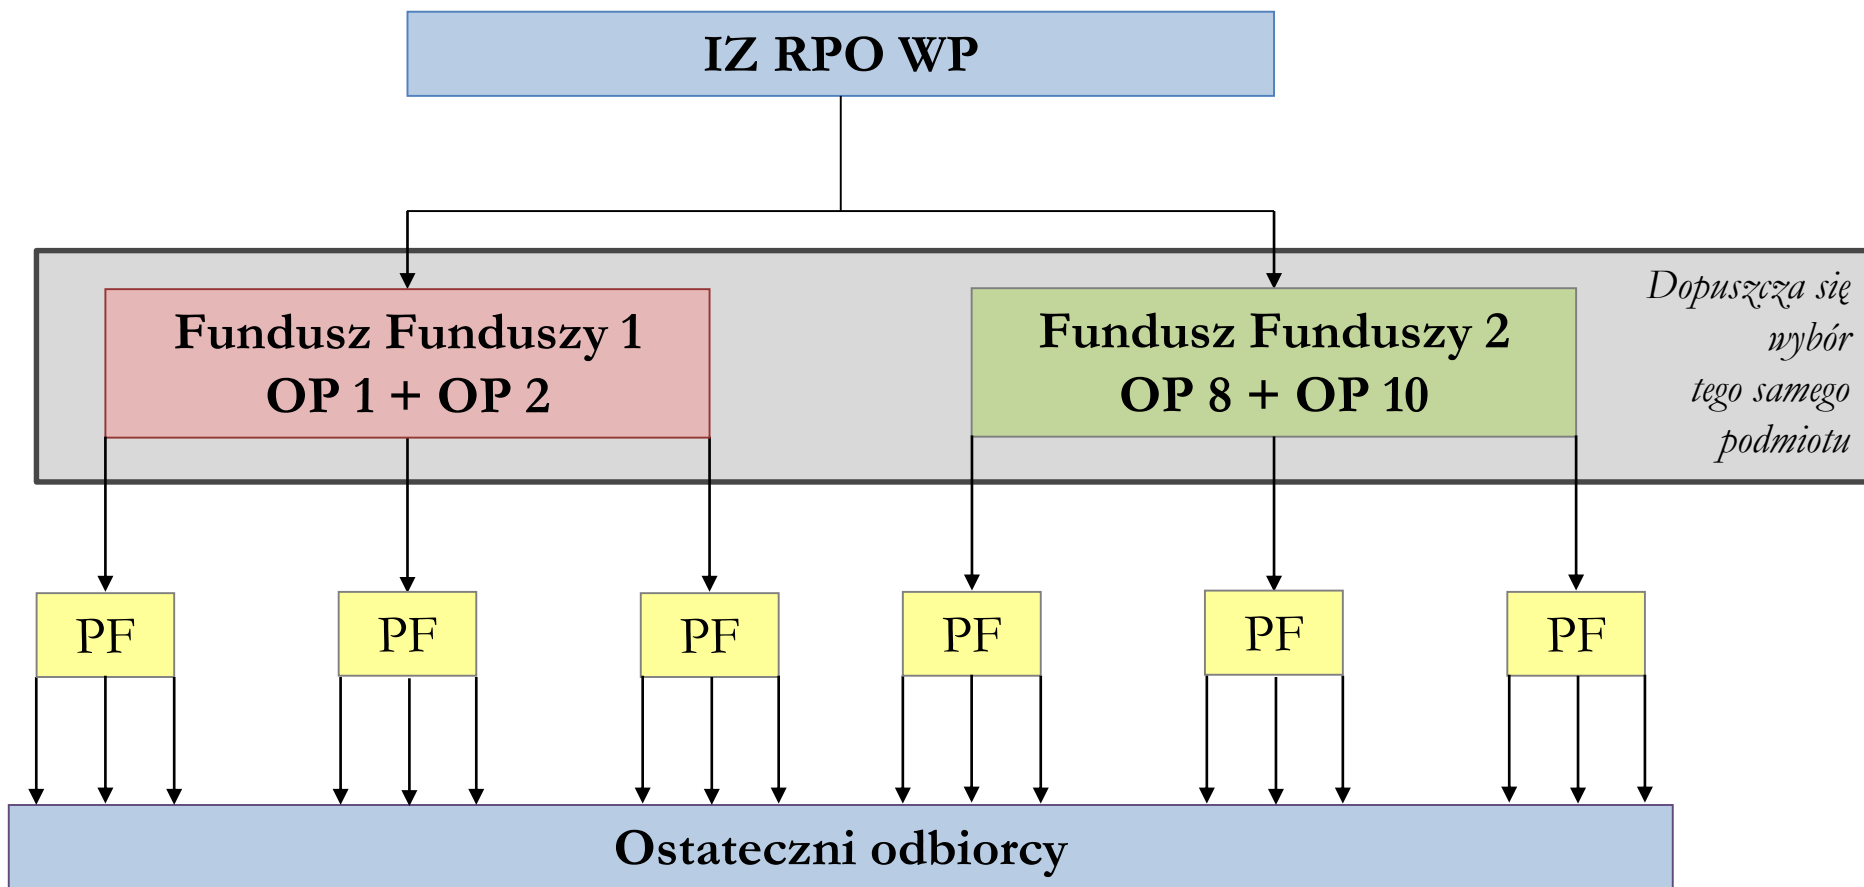 IZ RPO WP
Fundusz Funduszy 1
OP 1 + OP 2
Fundusz Funduszy 2
OP 8 + OP 10
Dopuszcza się
wybór
tego samego
podmiotu
PF
PF
PF
PF
PF
PF
Ostateczni odbiorcy